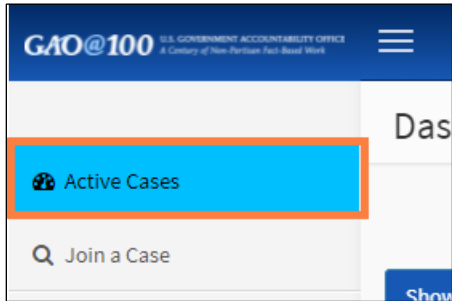 GAO@100 U.S. GOVERNMENT ACCOUNTABILITY OFFICE
A Century of Non-Partisan Fact-Based Work
Das
Active Cases
Join a Case
Show